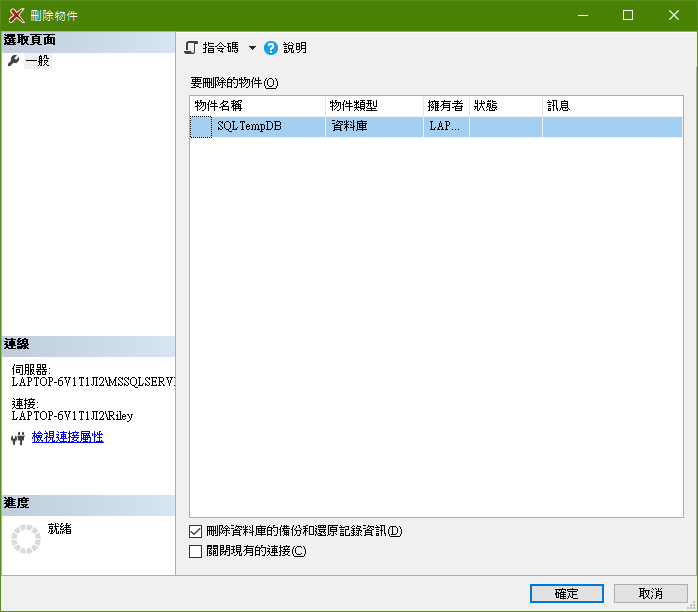 刪除物件
選取頁面
一般
指令碼
說明
要刪除的物件(O)
物件名稱 物件類型 擁有者 狀態 訊息
SQLTempDB 資料庫 LAP...
連線
伺服器:
LAPTOP-6V1T1JI2\MSSQLSERV
連接:
LAPTOP-6V1T1JI2\Riley
檢視連接屬性
進度
就緒
刪除資料庫的備份和還原記錄資訊(D)
關閉現有的連接(C)
確定 取消